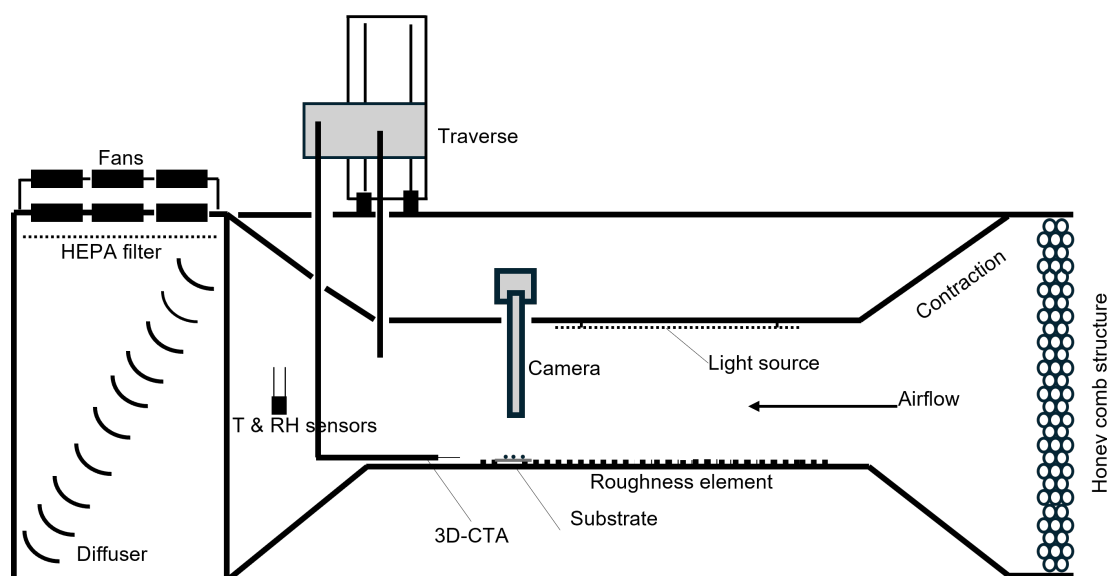 Traverse
Fans
HEPA filter
Contraction
Light source
Camera
Airflow
T & RH sensors
Honey comb structure
Roughness element
Substrate
3D-CTA
Diffuser